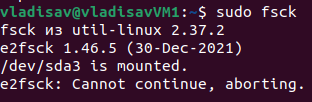 vladisav@vladisavVM1:~$ sudo fsck
fsck из util-linux 2.37.2
e2fsck 1.46.5 (30-Dec-2021)
/dev/sda3 is mounted.
e2fsck: Cannot continue, aborting.